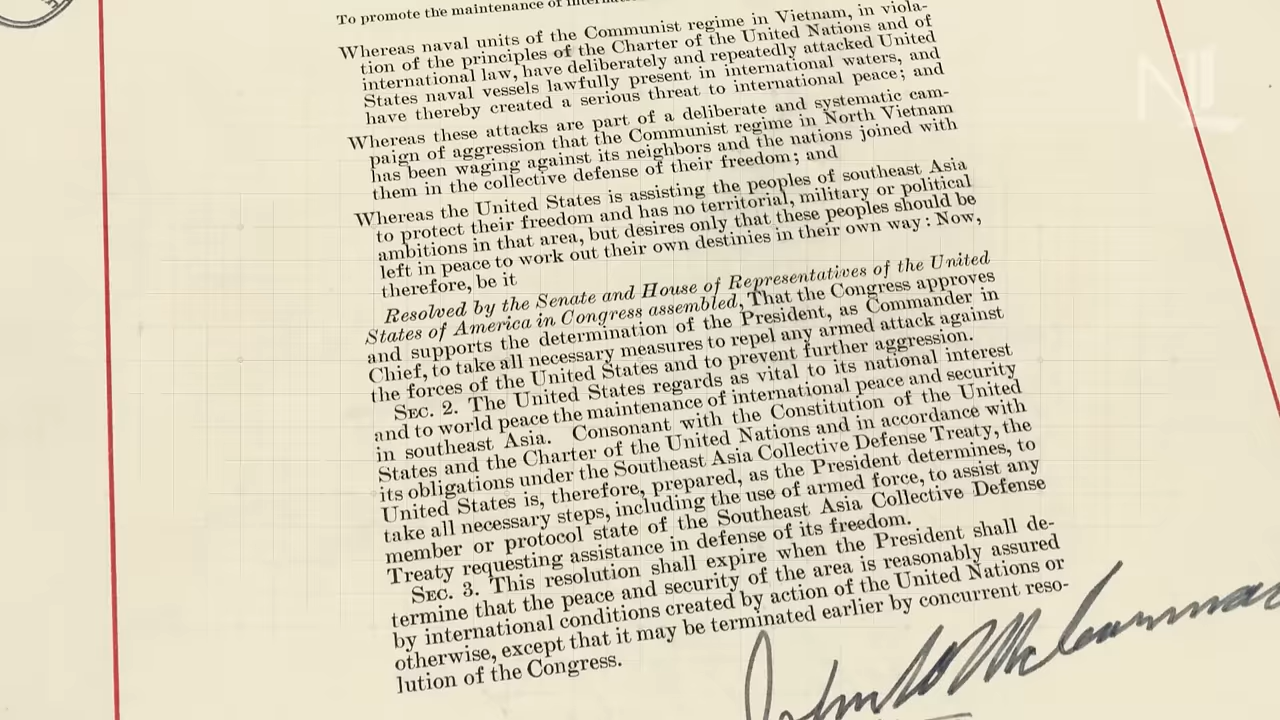 To promote the maintenance of
Whereas naval units of the Communist regime in Vietnam, in viola-
tion of the principles of the Charter of the United Nations and of
international law, have deliberately and repeatedly attacked United
States naval vessels lawfully present in international waters, and
have thereby created a serious threat to international peace; and
Whereas these attacks are part of a deliberate and systematic cam-
paign of aggression that the Communist regime in North Vietnam
has been waging against its neighbors and the nations joined with
them in the collective defense of their freedom; and
Whereas the United States is assisting the peoples of southeast Asia
to protect their freedom and has no territorial, military or political
ambitions in that area, but desires only that these peoples should be
left in peace to work out their own destinies in their own way: Now,
therefore, be it
Resolved by the Senate and House of Representatives of the United
States of America in Congress assembled, That the Congress approves
and supports the determination of the President, as Commander in
Chief, to take all necessary measures to repel any armed attack against
the forces of the United States and to prevent further aggression.
SEC. 2. The United States regards as vital to its national interest
and to world peace the maintenance of international peace and security
in southeast Asia. Consonant with the Constitution of the United
States and the Charter of the United Nations and in accordance with
its obligations under the Southeast Asia Collective Defense Treaty, the
United States is, therefore, prepared, as the President determines, to
take all necessary steps, including the use of armed force, to assist any
member or protocol state of the Southeast Asia Collective Defense
Treaty requesting assistance in defense of its freedom.
SEC. 3. This resolution shall expire when the President shall de-
termine that the peace and security of the area is reasonably assured
by international conditions created by action of the United Nations or
otherwise, except that it may be terminated earlier by concurrent reso-
lution of the Congress.
John W McCormac
NL